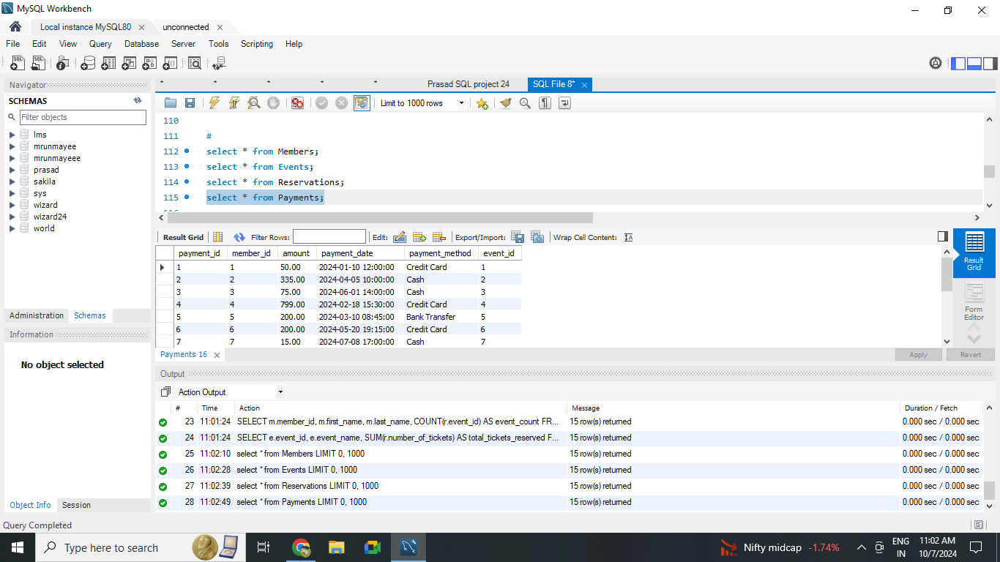 MySQL Workbench
Local instance MySQL80
unconnected
File Edit View Query Database Server Tools Scripting Help
Navigator
SCHEMAS
Filter objects
lms
mrunmayee
mrunmayeee
prasad
sakila
sys
wizard
wizard24
world
Administration Schemas
Information
No object selected
Object Info Session
Prasad SQL project 24
SQL File 8*
Limit to 1000 rows
110
111 #
112 select * from Members;
113 select * from Events;
114 select * from Reservations;
115 select * from Payments;
Result Grid Filter Rows: Edit: Export/Import: Wrap Cell Content:
payment_id member_id amount payment_date payment_method event_id
1 1 50.00 2024-01-10 12:00:00 Credit Card 1
2 2 335.00 2024-04-05 10:00:00 Cash 2
3 3 75.00 2024-06-01 14:00:00 Cash 3
4 4 799.00 2024-02-18 15:30:00 Credit Card 4
5 5 200.00 2024-03-10 08:45:00 Bank Transfer 5
6 6 200.00 2024-05-20 19:15:00 Credit Card 6
7 7 15.00 2024-07-08 17:00:00 Cash 7
Result
Grid
Form
Editor
Payments 16
Apply Revert
Output
Action Output
# Time Action Message Duration / Fetch
23 11:01:24 SELECT m.member_id, m.first_name, m.last_name, COUNT(r.event_id) AS event_count FR... 15 row(s) returned 0.000 sec / 0.000 sec
24 11:01:24 SELECT e.event_id, e.event_name, SUM(r.number_of_tickets) AS total_tickets_reserved F... 15 row(s) returned 0.000 sec / 0.000 sec
25 11:02:10 select * from Members LIMIT 0, 1000 15 row(s) returned 0.000 sec / 0.000 sec
26 11:02:28 select * from Events LIMIT 0, 1000 15 row(s) returned 0.000 sec / 0.000 sec
27 11:02:39 select * from Reservations LIMIT 0, 1000 15 row(s) returned 0.000 sec / 0.000 sec
28 11:02:49 select * from Payments LIMIT 0, 1000 15 row(s) returned 0.000 sec / 0.000 sec
Query Completed
Type here to search
Nifty midcap -1.74%
ENG
IN
11:02 AM
10/7/2024